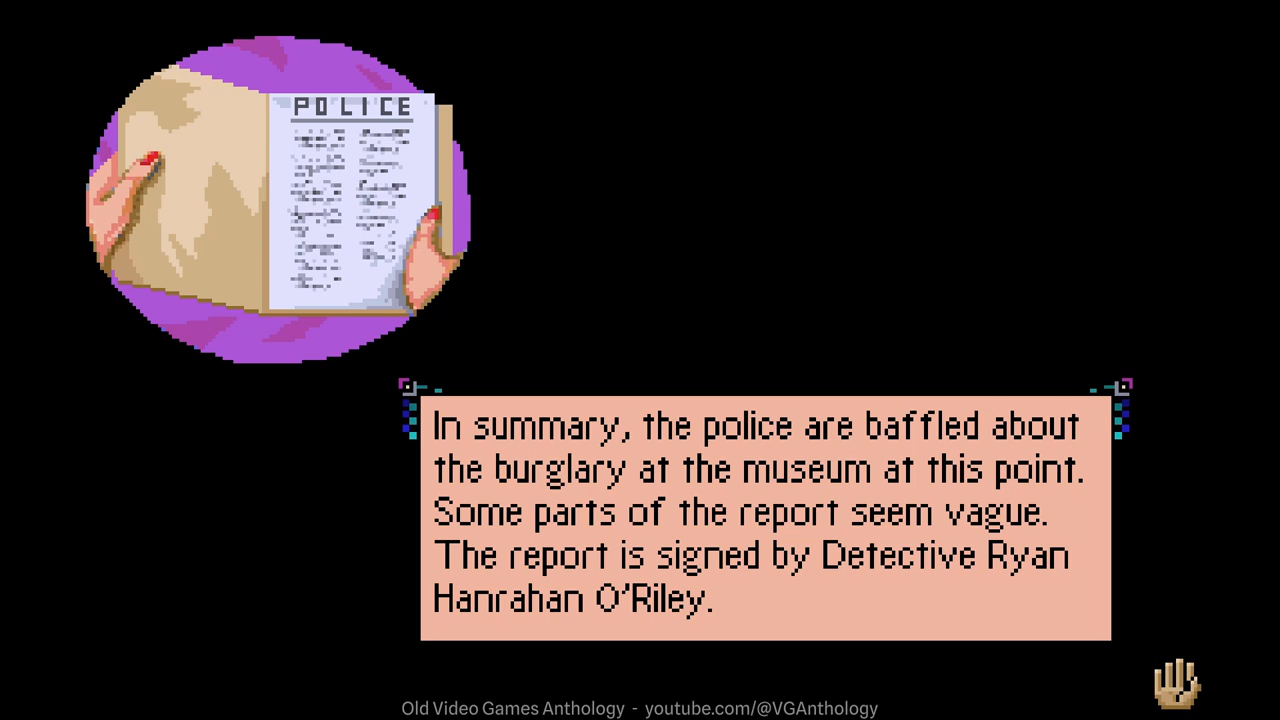 POLICE
In summary, the police are baffled about
the burglary at the museum at this point.
Some parts of the report seem vague.
The report is signed by Detective Ryan
Hanrahan O'Riley.
Old Video Games Anthology - youtube.com/@VGAnthology